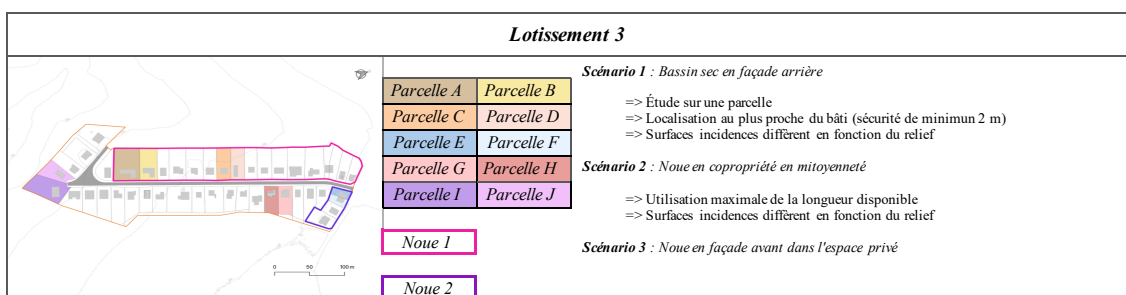 Lotissement 3
Parcelle A Parcelle B
Parcelle C Parcelle D
Parcelle E Parcelle F
Parcelle G Parcelle H
Parcelle I Parcelle J
Noue 1
Noue 2
0 50 100 m
Scénario 1 : Bassin sec en façade arrière
=> Étude sur une parcelle
=> Localisation au plus proche du bâti (sécurité de minimun 2 m)
=> Surfaces incidences diffèrent en fonction du relief
Scénario 2 : Noue en copropriété en mitoyenneté
=> Utilisation maximale de la longueur disponible
=> Surfaces incidences diffèrent en fonction du relief
Scénario 3 : Noue en façade avant dans l'espace privé